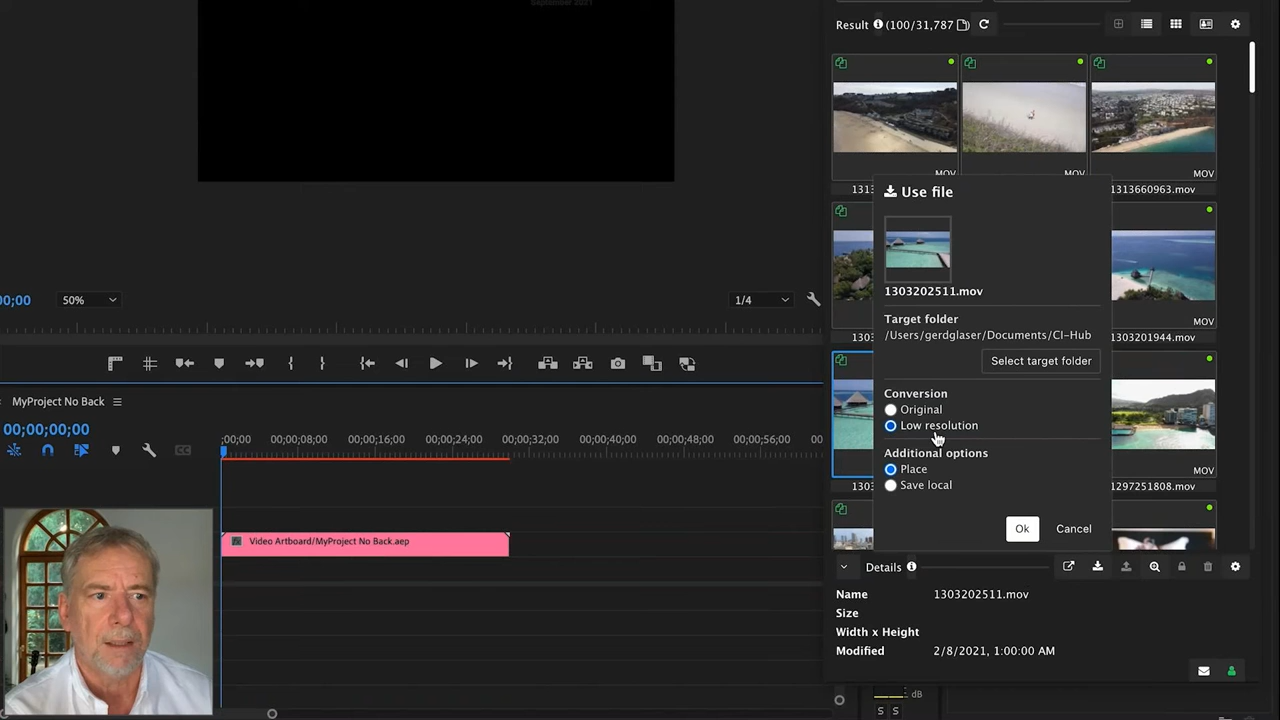 September 2021
Result (100/31,787
MOV
MOV
MOV
1313660963.mov
Use file
1303202511.mov
1303201944.mov
Target folder
/Users/gerdglaser/Documents/CI-Hub
Select target folder
Conversion
Original
Low resolution
Additional options
Place
Save local
MOV
1297251808.mov
Ok
Cancel
Details
Name 1303202511.mov
Size
Width x Height
Modified 2/8/2021, 1:00:00 AM
00;00
50%
1/4
MyProject No Back
00;00;00;00
;00;00 00;00;08;00 00;00;16;00 00;00;24;00 00;00;40;00 00;00;48;00 00;00;56;00 00
Video Artboard/MyProject No Back.aep
dB
S S